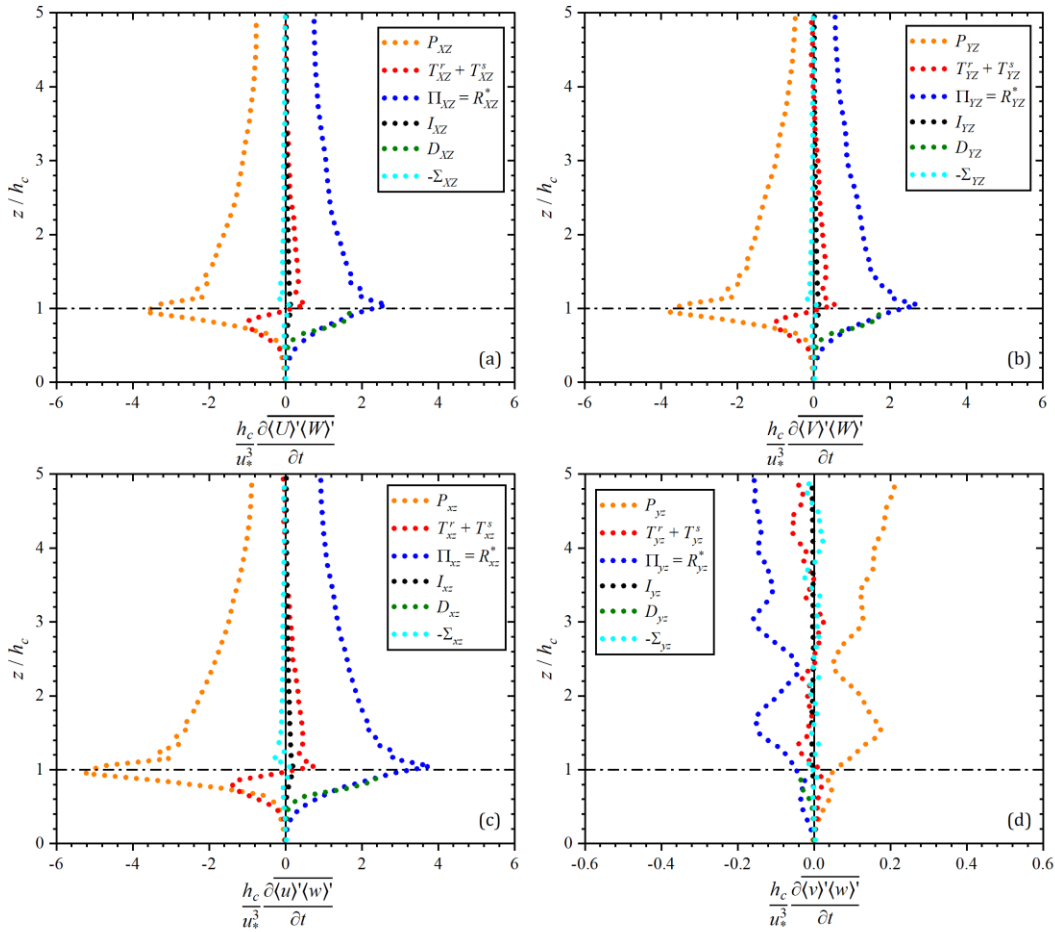 5
4
3
2
1
0
z / h_c
P_XZ
T^r_XZ + T^s_XZ
Π_XZ = R^*_XZ
I_XZ
D_XZ
-Σ_XZ
(a)
-6 -4 -2 0 2 4 6
h_c/u_*^3 ∂⟨U⟩'⟨W⟩'/∂t
5
4
3
2
1
0
z / h_c
P_YZ
T^r_YZ + T^s_YZ
Π_YZ = R^*_YZ
I_YZ
D_YZ
-Σ_YZ
(b)
-6 -4 -2 0 2 4 6
h_c/u_*^3 ∂⟨V⟩'⟨W⟩'/∂t
5
4
3
2
1
0
z / h_c
P_xz
T^r_xz + T^s_xz
Π_xz = R^*_xz
I_xz
D_xz
-Σ_xz
(c)
-6 -4 -2 0 2 4 6
h_c/u_*^3 ∂⟨u⟩'⟨w⟩'/∂t
5
4
3
2
1
0
z / h_c
P_yz
T^r_yz + T^s_yz
Π_yz = R^*_yz
I_yz
D_yz
-Σ_yz
(d)
-0.6 -0.4 -0.2 0.0 0.2 0.4 0.6
h_c/u_*^3 ∂⟨v⟩'⟨w⟩'/∂t